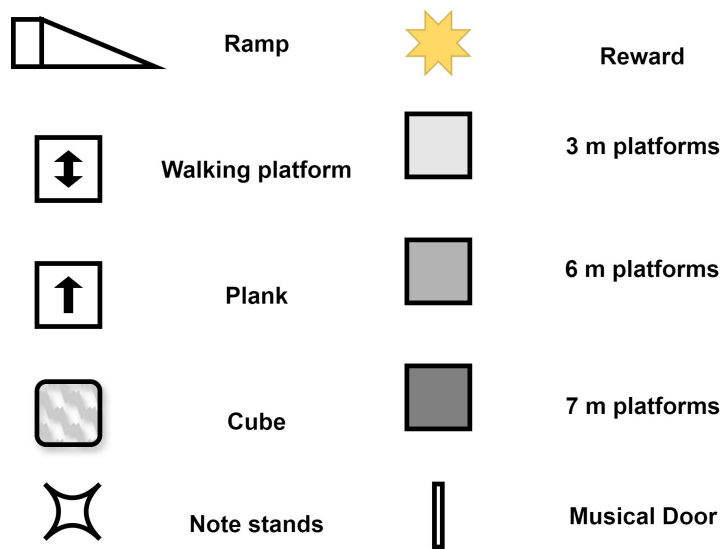 Ramp
Reward
Walking platform
3 m platforms
Plank
6 m platforms
Cube
7 m platforms
Note stands
Musical Door